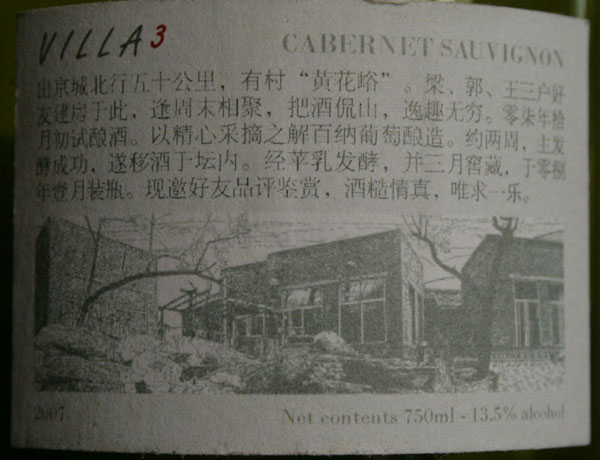 VILLA3 CABERNET SAUVIGNON
出京城北行五十公里，有村“黄花峪”。梁、郭、王三户好
友建房于此，逢周末相聚，把酒侃山，逸趣无穷。零柒年拾
月初试酿酒。以精心采摘之解百纳葡萄酿造。约两周，主发
酵成功，遂移酒于坛内。经苹乳发酵，并三月窖藏，于零捌
年壹月装瓶。现邀好友品评鉴赏，酒糙情真，唯求一乐。
2007 Net contents 750ml - 13.5% alcohol